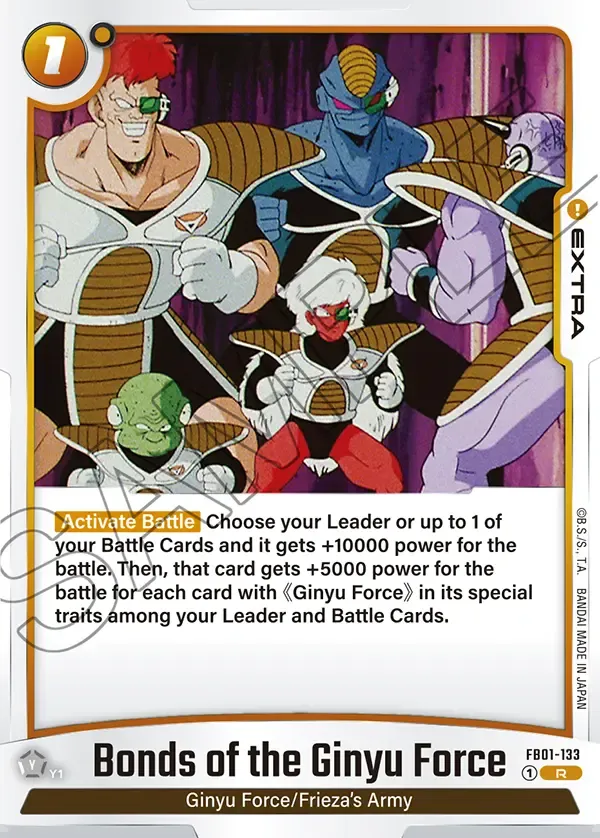 1
EXTRA
SAMPLE
Activate Battle Choose your Leader or up to 1 of
your Battle Cards and it gets +10000 power for the
battle. Then, that card gets +5000 power for the
battle for each card with《Ginyu Force》in its special
traits among your Leader and Battle Cards.
©B.S./S., T.A. BANDAI MADE IN JAPAN
Y Y1
Bonds of the Ginyu Force
FB01-133
1 R
Ginyu Force/Frieza's Army